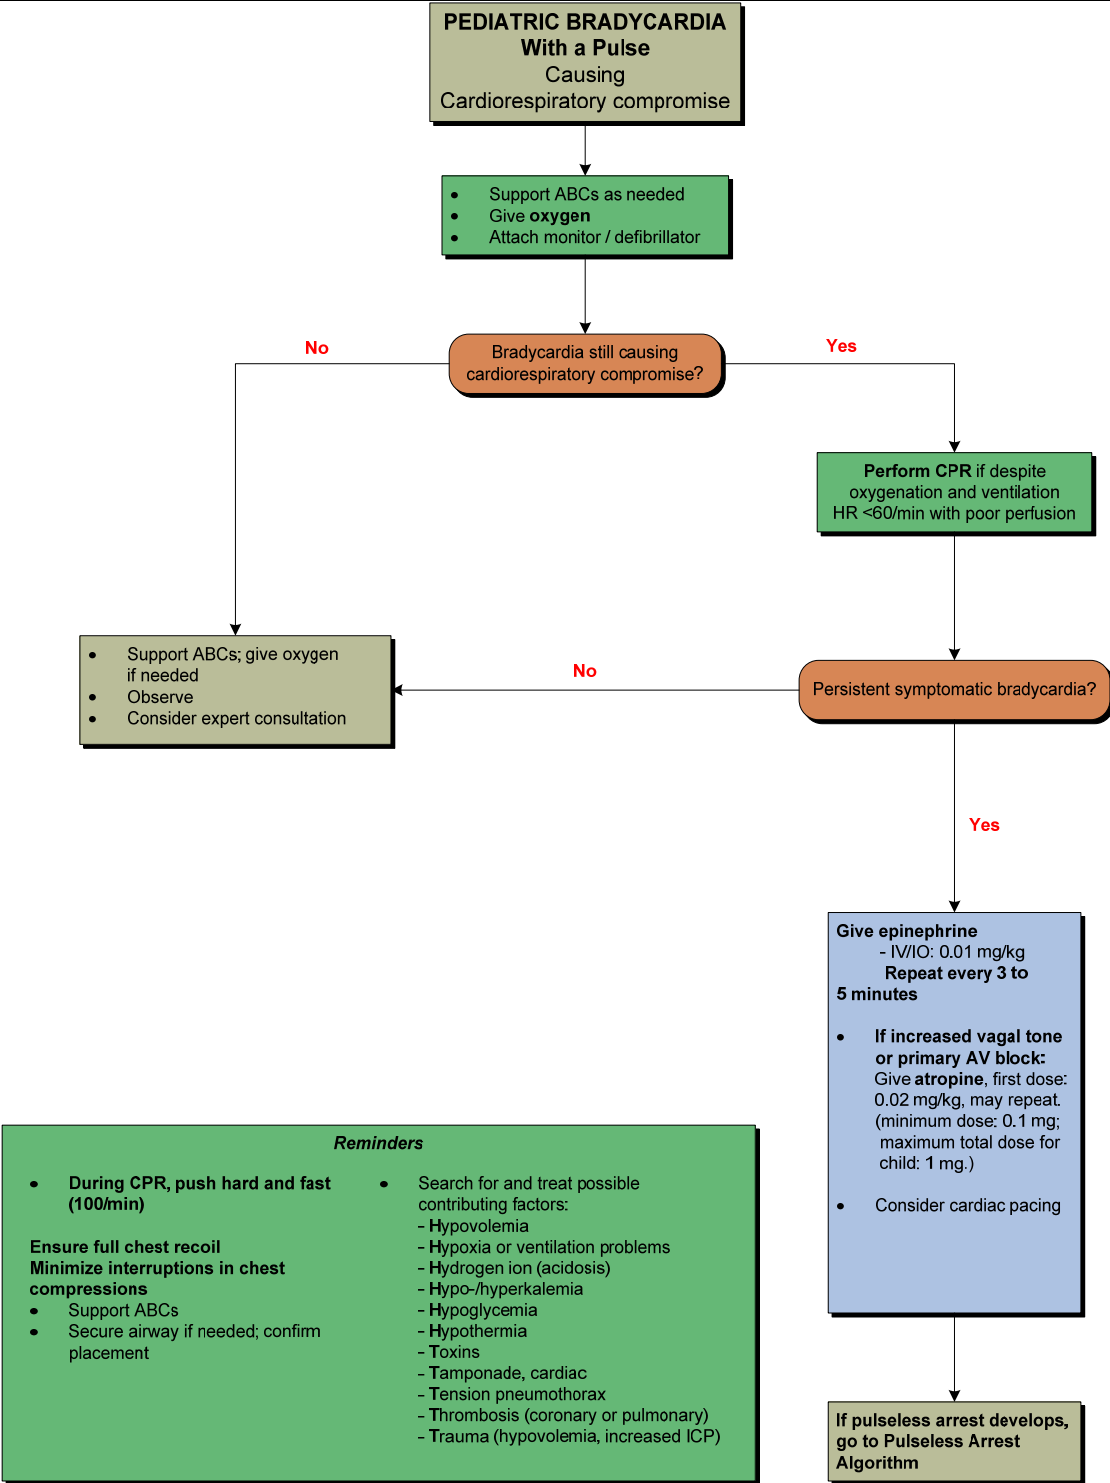 PEDIATRIC BRADYCARDIA
With a Pulse
Causing
Cardiorespiratory compromise
• Support ABCs as needed
• Give oxygen
• Attach monitor / defibrillator
Bradycardia still causing
cardiorespiratory compromise?
No
Yes
Perform CPR if despite
oxygenation and ventilation
HR <60/min with poor perfusion
• Support ABCs; give oxygen
if needed
• Observe
• Consider expert consultation
No
Persistent symptomatic bradycardia?
Yes
Give epinephrine
- IV/IO: 0.01 mg/kg
Repeat every 3 to
5 minutes
• If increased vagal tone
or primary AV block:
Give atropine, first dose:
0.02 mg/kg, may repeat.
(minimum dose: 0.1 mg;
maximum total dose for
child: 1 mg.)
• Consider cardiac pacing
If pulseless arrest develops,
go to Pulseless Arrest
Algorithm
Reminders
• During CPR, push hard and fast
(100/min)
Ensure full chest recoil
Minimize interruptions in chest
compressions
• Support ABCs
• Secure airway if needed; confirm
placement
• Search for and treat possible
contributing factors:
- Hypovolemia
- Hypoxia or ventilation problems
- Hydrogen ion (acidosis)
- Hypo-/hyperkalemia
- Hypoglycemia
- Hypothermia
- Toxins
- Tamponade, cardiac
- Tension pneumothorax
- Thrombosis (coronary or pulmonary)
- Trauma (hypovolemia, increased ICP)